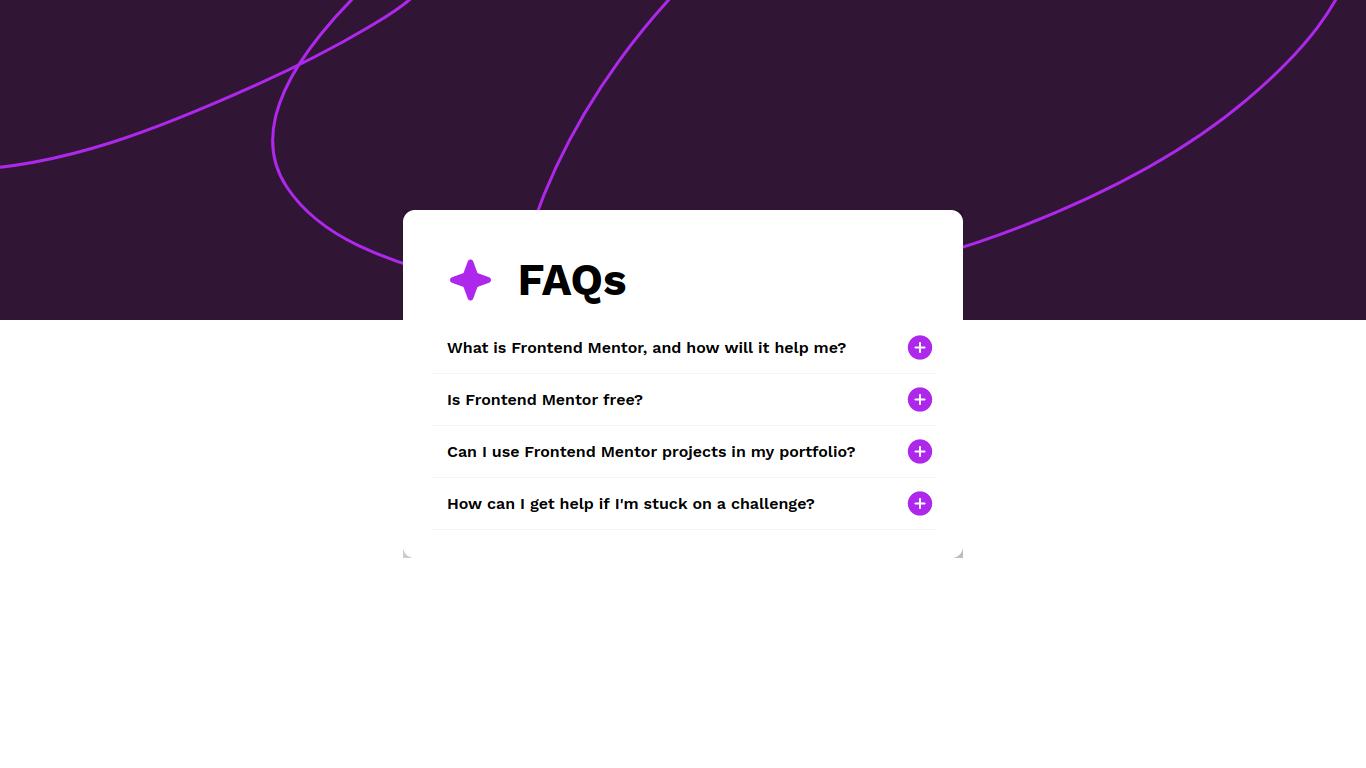 FAQs
What is Frontend Mentor, and how will it help me?
Is Frontend Mentor free?
Can I use Frontend Mentor projects in my portfolio?
How can I get help if I'm stuck on a challenge?